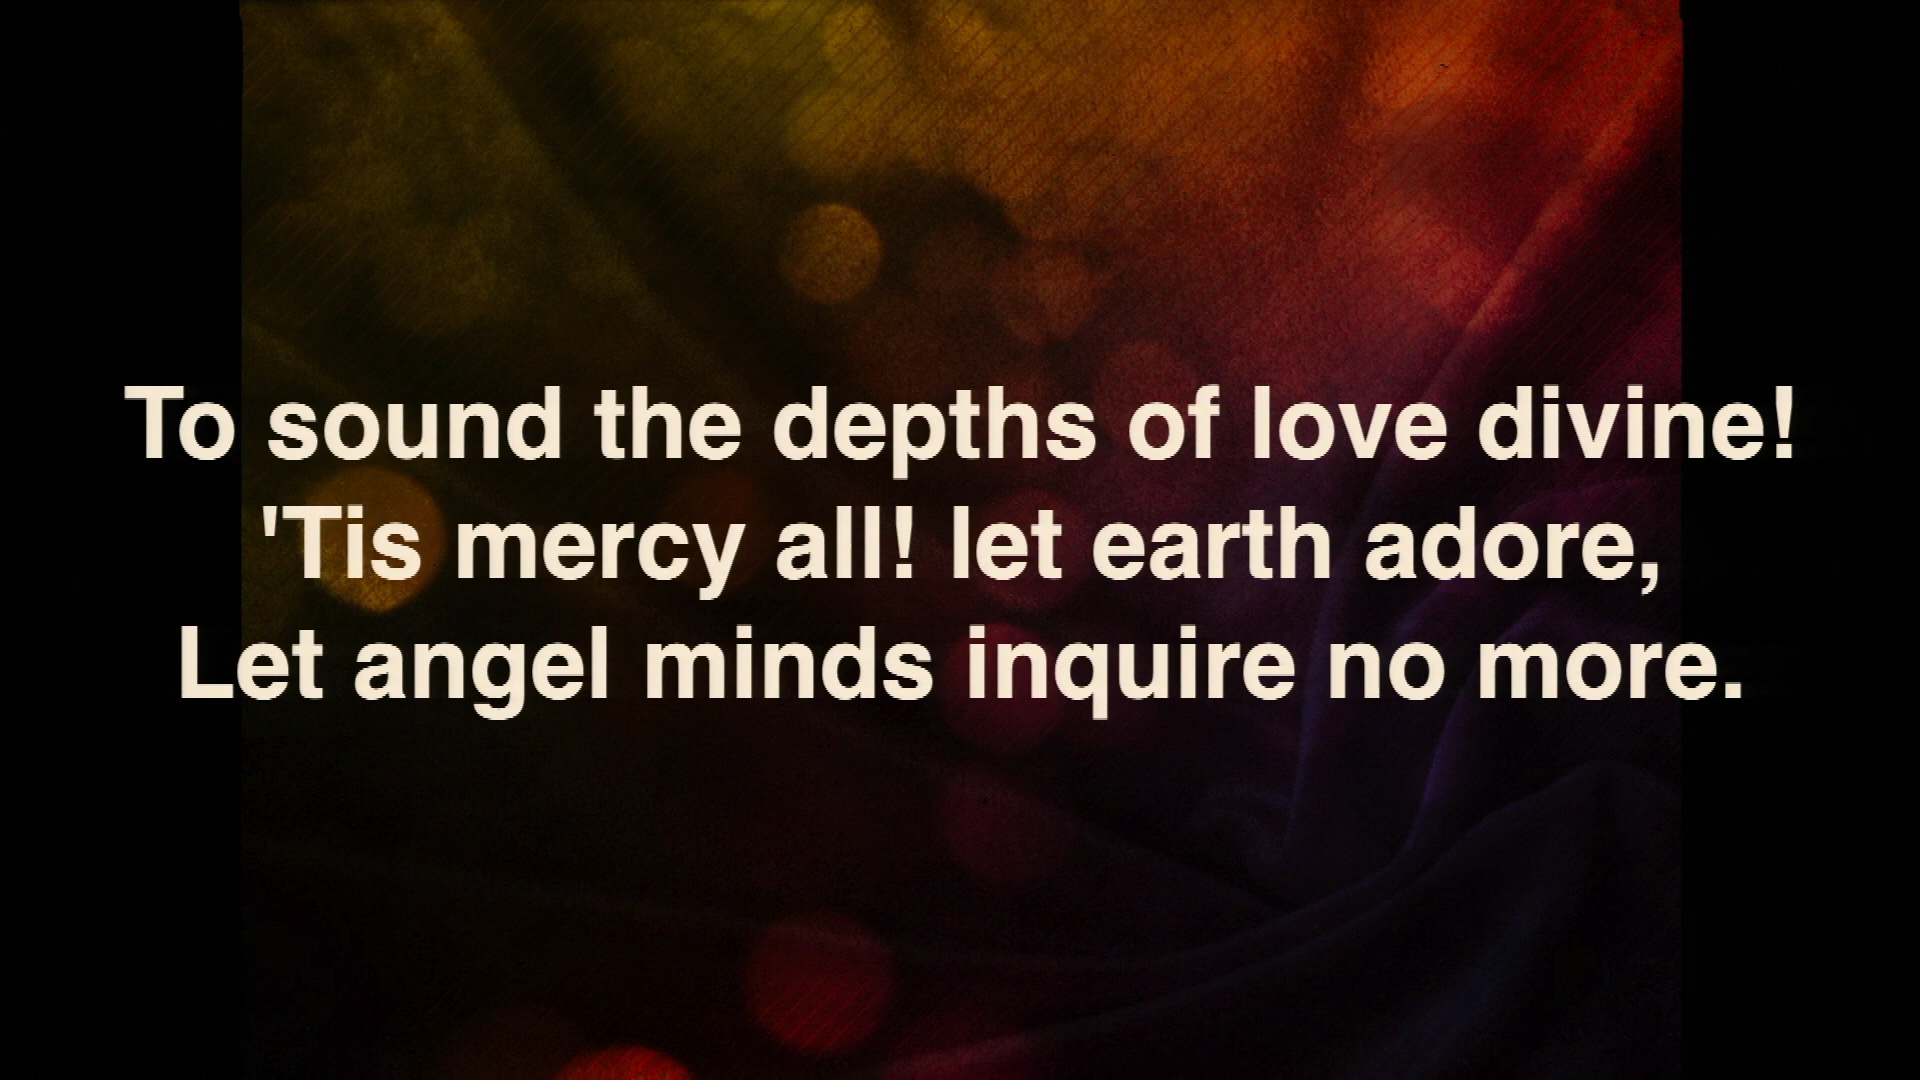 To sound the depths of love divine!
'Tis mercy all! let earth adore,
Let angel minds inquire no more.